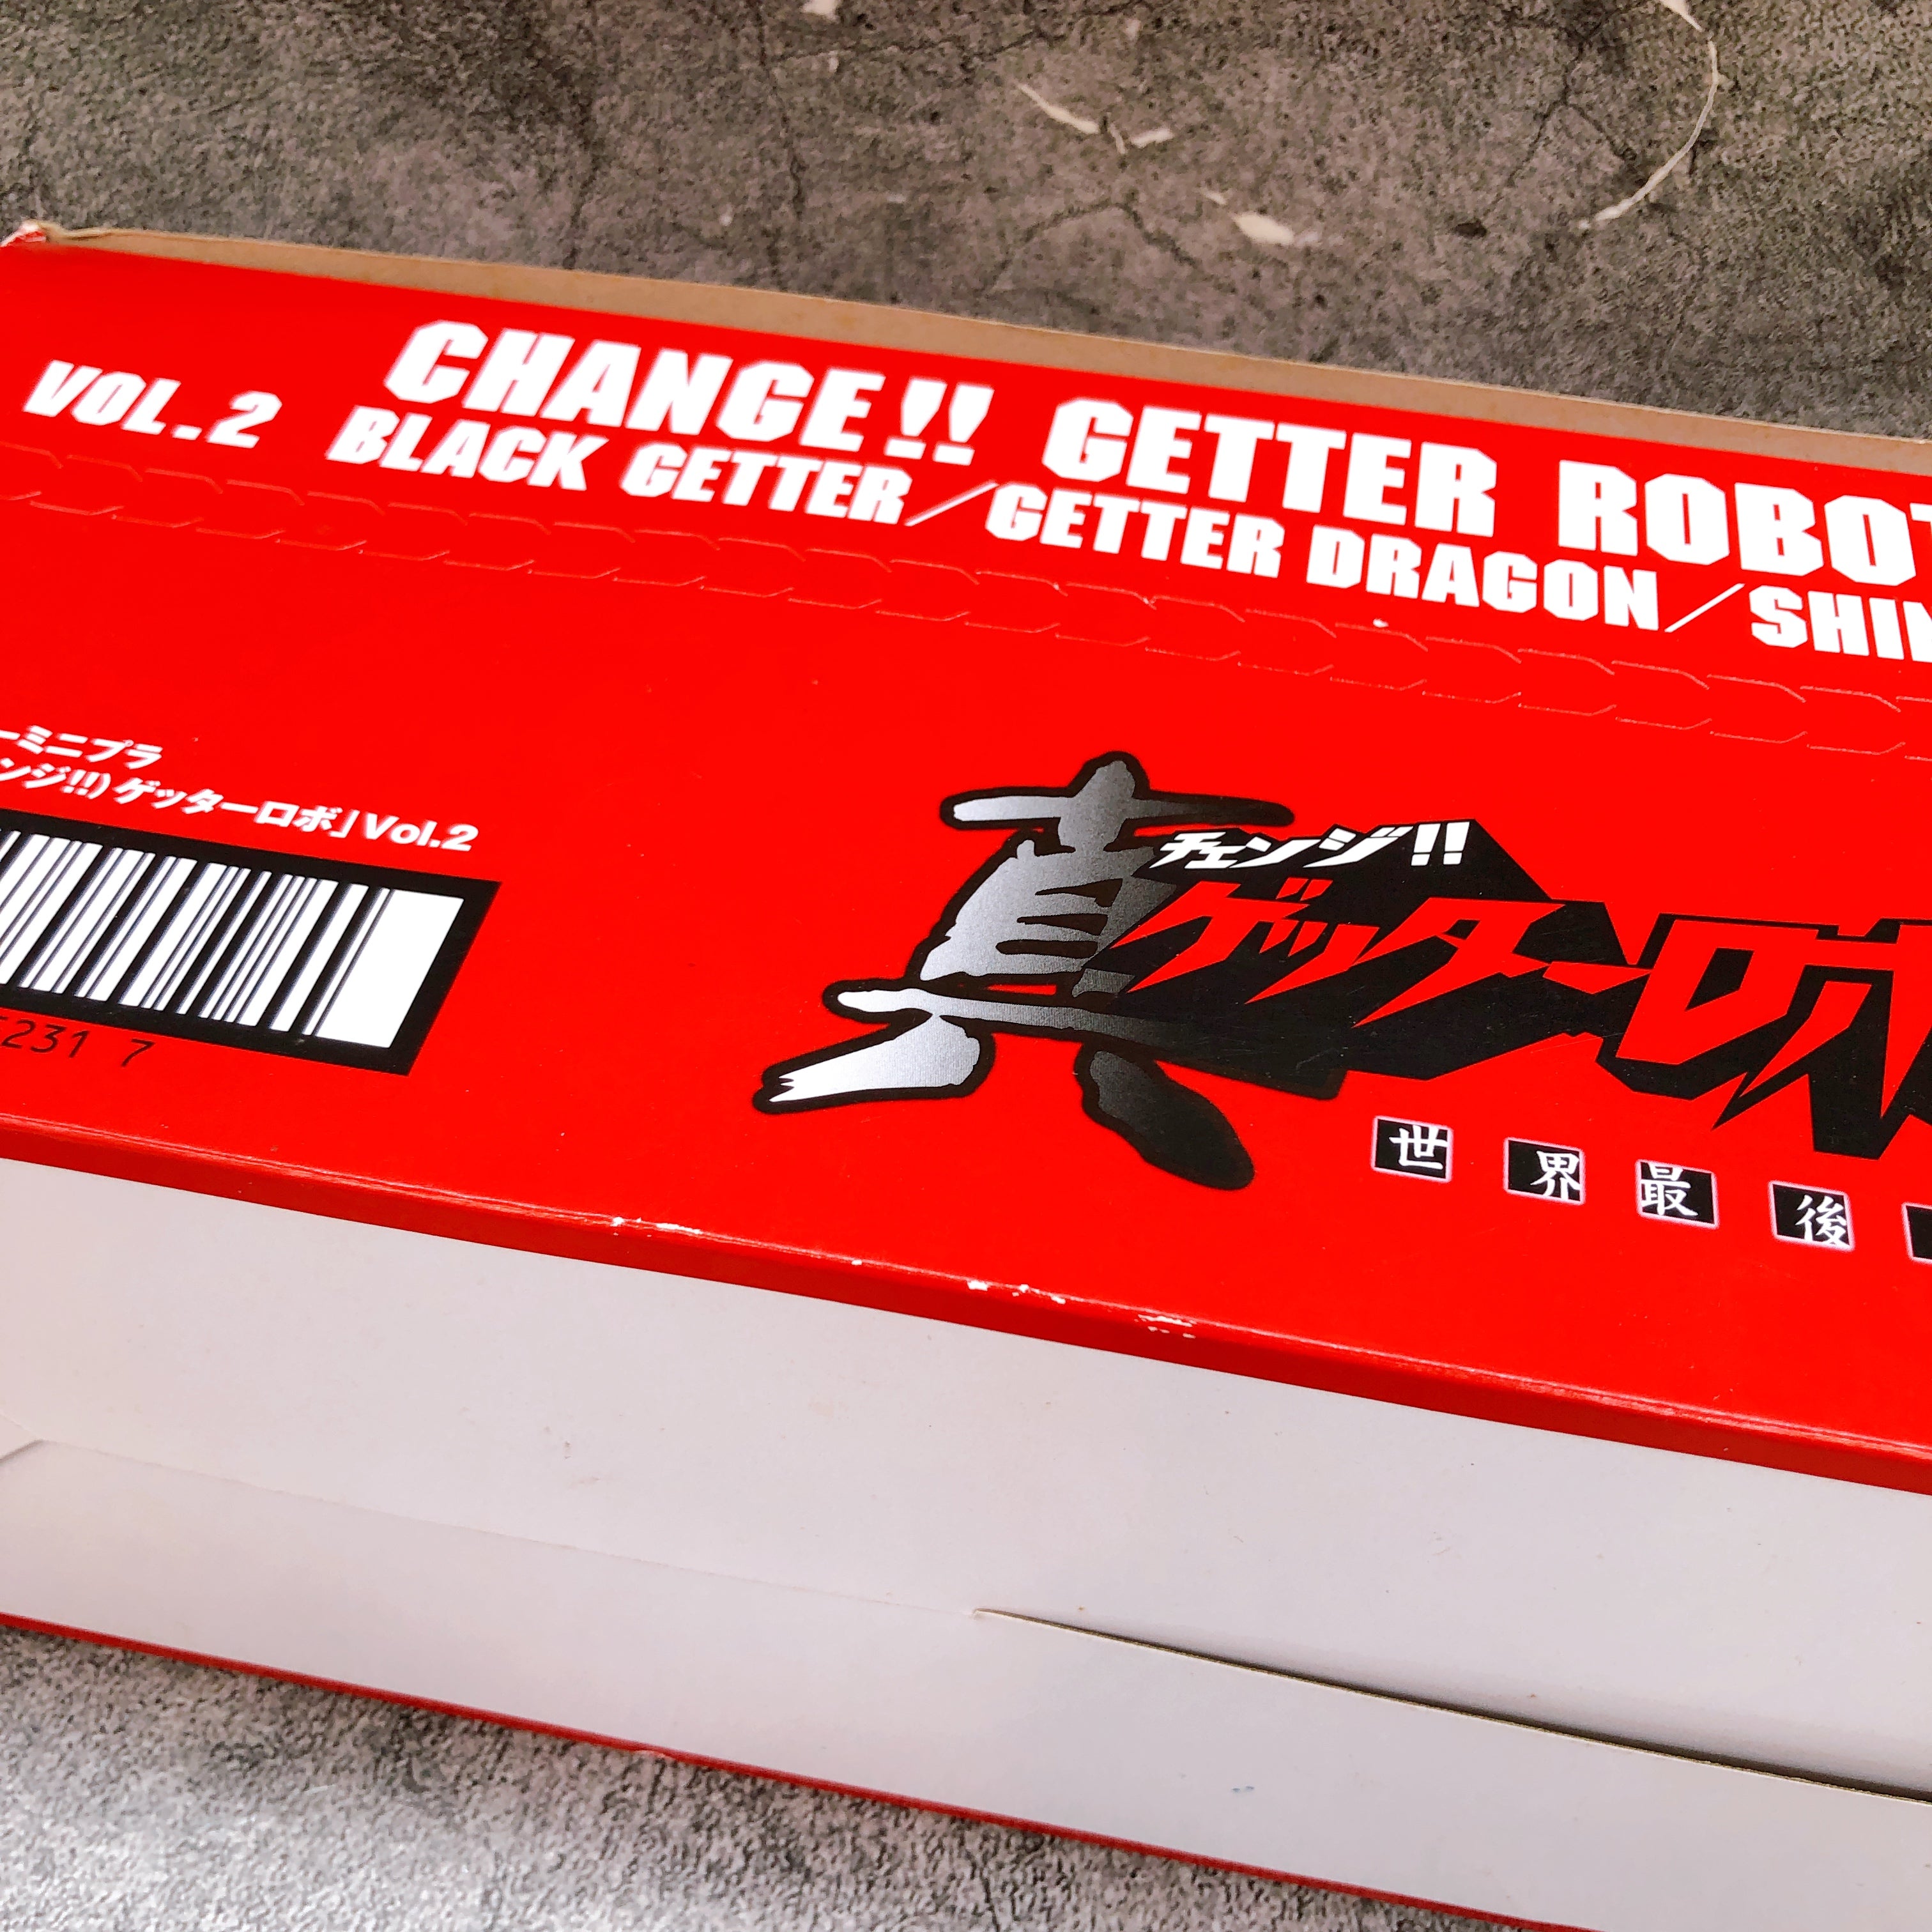 CHANGE!! GETTER ROBOT
VOL.2 BLACK GETTER/GETTER DRAGON/SHIN
ーミニプラ
ンジ!!)ゲッターロボ」Vol.2
5231 7
真
チェンジ!!
ゲッターロボ
世界最後